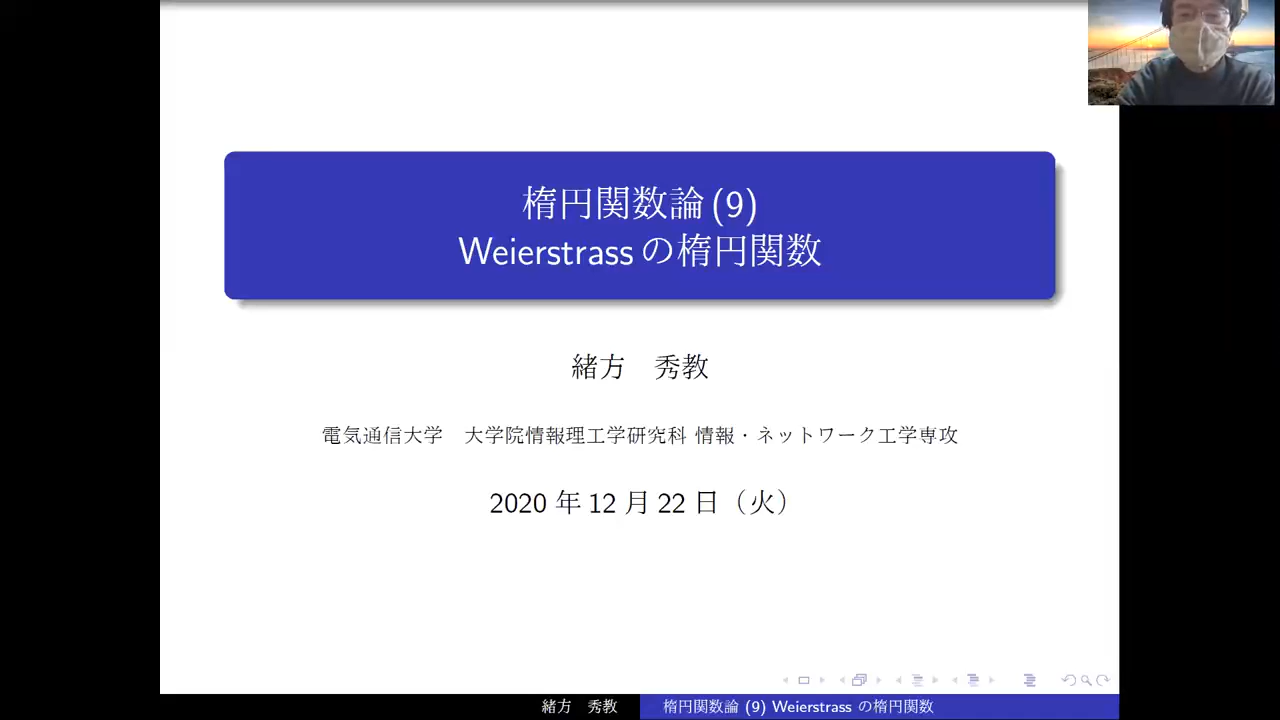 楕円関数論 (9)
Weierstrass の楕円関数
緒方　秀教
電気通信大学　大学院情報理工学研究科 情報・ネットワーク工学専攻
2020 年 12 月 22 日（火）
緒方　秀教
楕円関数論 (9) Weierstrass の楕円関数